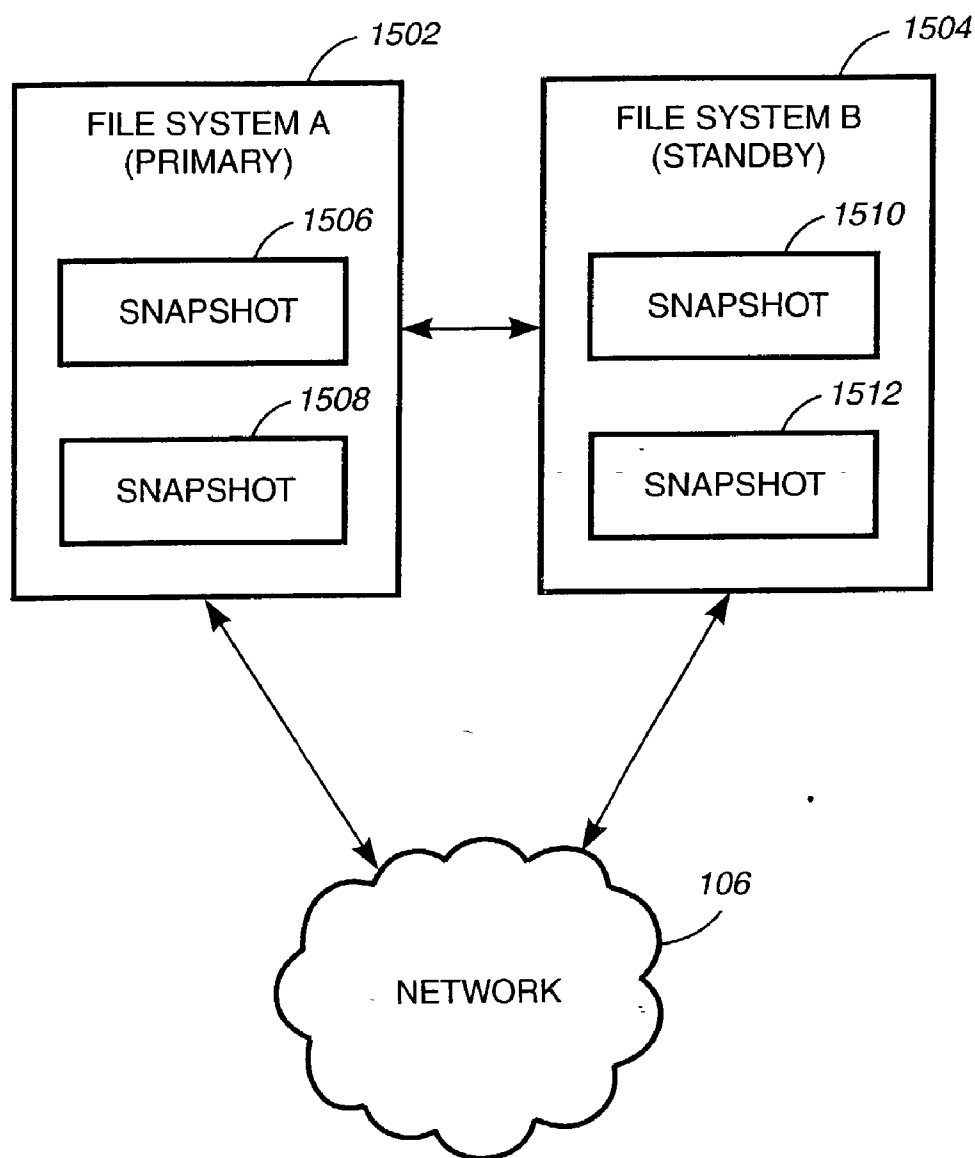 1502
1504
FILE SYSTEM A
(PRIMARY)
FILE SYSTEM B
(STANDBY)
1506
1510
SNAPSHOT
SNAPSHOT
1508
1512
SNAPSHOT
SNAPSHOT
106
NETWORK